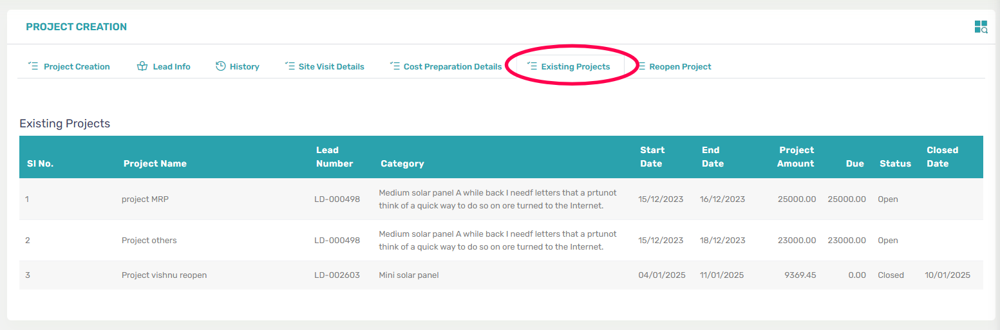 PROJECT CREATION
Project Creation Lead Info History Site Visit Details Cost Preparation Details Existing Projects Reopen Project
Existing Projects
Sl No. Project Name Lead Number Category Start Date End Date Project Amount Due Status Closed Date
1 project MRP LD-000498 Medium solar panel A while back I needf letters that a prtunot
think of a quick way to do so on ore turned to the Internet. 15/12/2023 16/12/2023 25000.00 25000.00 Open
2 Project others LD-000498 Medium solar panel A while back I needf letters that a prtunot
think of a quick way to do so on ore turned to the Internet. 15/12/2023 18/12/2023 23000.00 23000.00 Open
3 Project vishnu reopen LD-002603 Mini solar panel 04/01/2025 11/01/2025 9369.45 0.00 Closed 10/01/2025